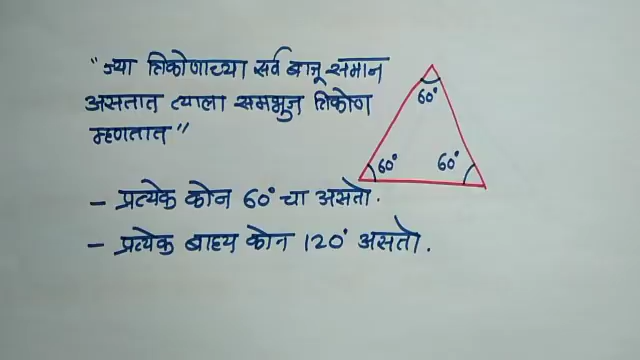 "ज्या त्रिकोणाच्या सर्व बाजू समान
असतात त्याला समभुज त्रिकोण
म्हणतात"
60°
60° 60°
– प्रत्येक कोन 60° चा असतो.
– प्रत्येक बाह्य कोन 120° असतो.